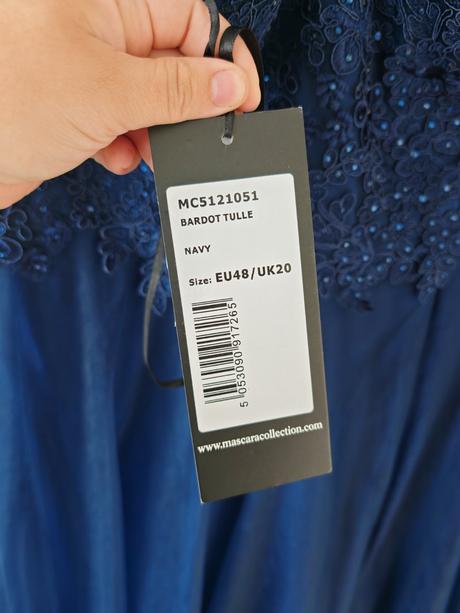 MC5121051
BARDOT TULLE
NAVY
Size: EU48/UK20
5 053090 917265
www.mascaracollection.com